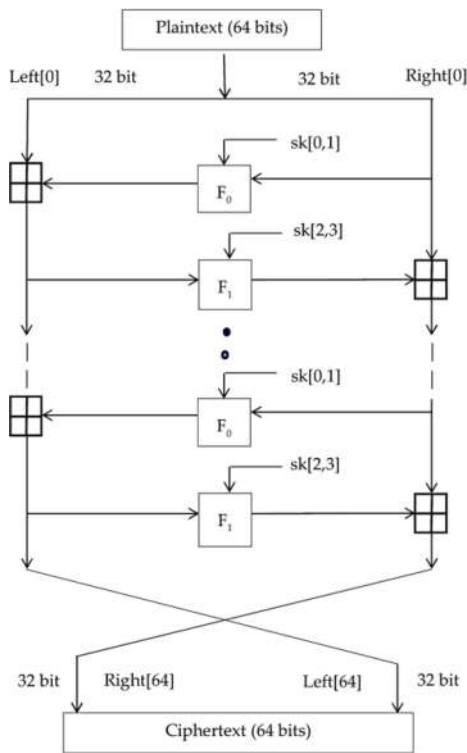 Plaintext (64 bits)
Left[0] 32 bit 32 bit Right[0]
sk[0,1]
F₀
sk[2,3]
F₁
sk[0,1]
F₀
sk[2,3]
F₁
32 bit Right[64] Left[64] 32 bit
Ciphertext (64 bits)